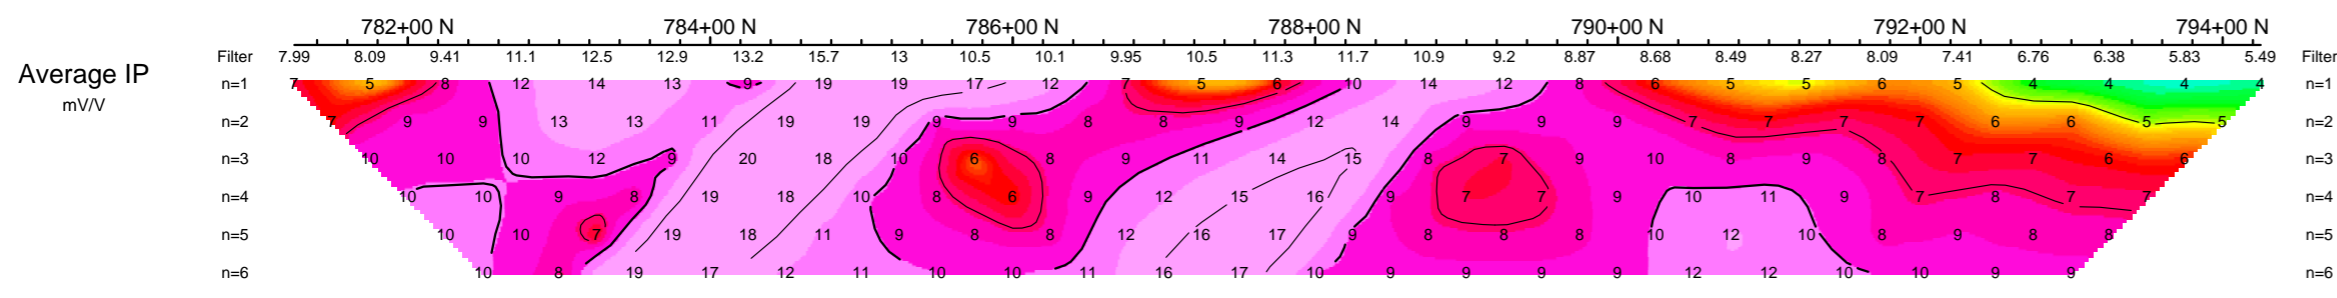 782+00 N 784+00 N 786+00 N 788+00 N 790+00 N 792+00 N 794+00 N
Filter 7.99 8.09 9.41 11.1 12.5 12.9 13.2 15.7 13 10.5 10.1 9.95 10.5 11.3 11.7 10.9 9.2 8.87 8.68 8.49 8.27 8.09 7.41 6.76 6.38 5.83 5.49 Filter
Average IP
mV/V
n=1 7 5 8 12 14 13 9 19 19 17 12 7 5 6 10 14 12 8 6 5 5 6 5 4 4 4 4 n=1
n=2 7 9 9 13 13 11 19 19 9 9 8 8 9 12 14 9 9 9 7 7 7 7 6 6 5 5 n=2
n=3 10 10 10 12 9 20 18 10 6 8 9 11 14 15 8 7 9 10 8 9 8 7 7 6 6 n=3
n=4 10 10 9 8 19 18 10 8 6 9 12 15 16 9 7 7 9 10 11 9 7 8 7 7 n=4
n=5 10 10 7 19 18 11 9 8 8 12 16 17 9 8 8 8 10 12 10 8 9 8 8 n=5
n=6 10 8 19 17 12 11 10 10 11 16 17 10 9 9 9 9 12 12 10 10 9 9 n=6